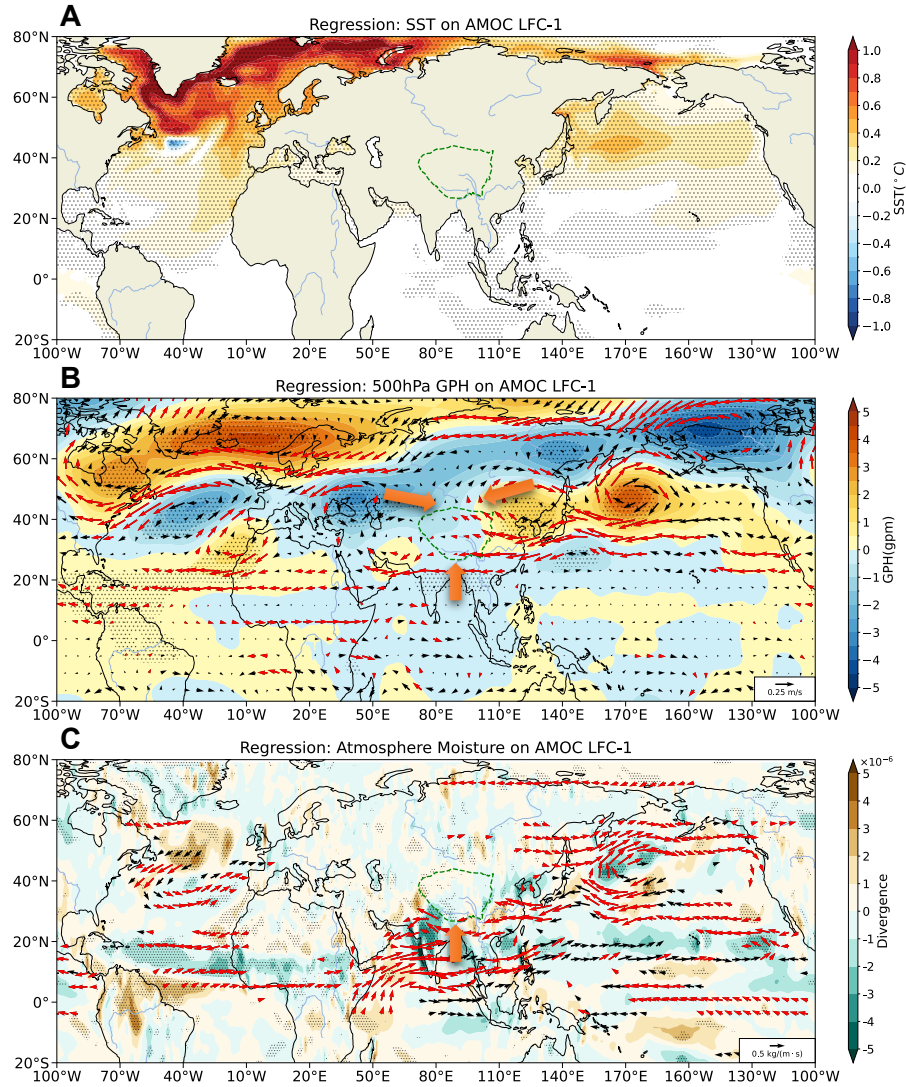 A
Regression: SST on AMOC LFC-1
80°N
60°N
40°N
20°N
0°
20°S
100°W 70°W 40°W 10°W 20°E 50°E 80°E 110°E 140°E 170°E 160°W 130°W 100°W
1.0
0.8
0.6
0.4
0.2
0.0
−0.2
−0.4
−0.6
−0.8
−1.0
SST(°C)
B
Regression: 500hPa GPH on AMOC LFC-1
80°N
60°N
40°N
20°N
0°
20°S
100°W 70°W 40°W 10°W 20°E 50°E 80°E 110°E 140°E 170°E 160°W 130°W 100°W
0.25 m/s
5
4
3
2
1
0
−1
−2
−3
−4
−5
GPH(gpm)
C
Regression: Atmosphere Moisture on AMOC LFC-1
80°N
60°N
40°N
20°N
0°
20°S
100°W 70°W 40°W 10°W 20°E 50°E 80°E 110°E 140°E 170°E 160°W 130°W 100°W
0.5 kg/(m · s)
×10⁻⁶
5
4
3
2
1
0
−1
−2
−3
−4
−5
Divergence